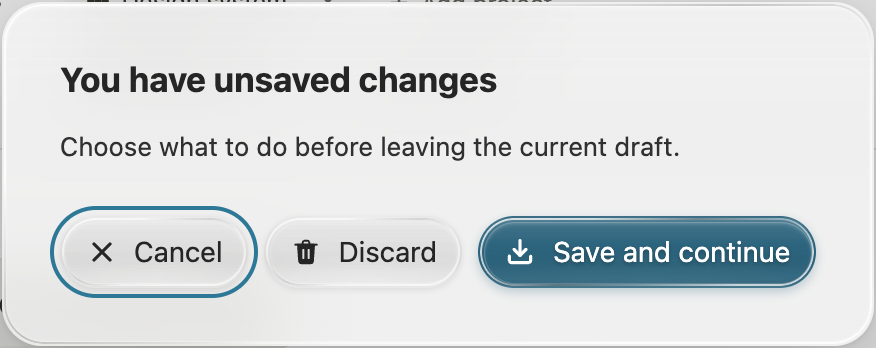 You have unsaved changes
Choose what to do before leaving the current draft.
Cancel Discard Save and continue